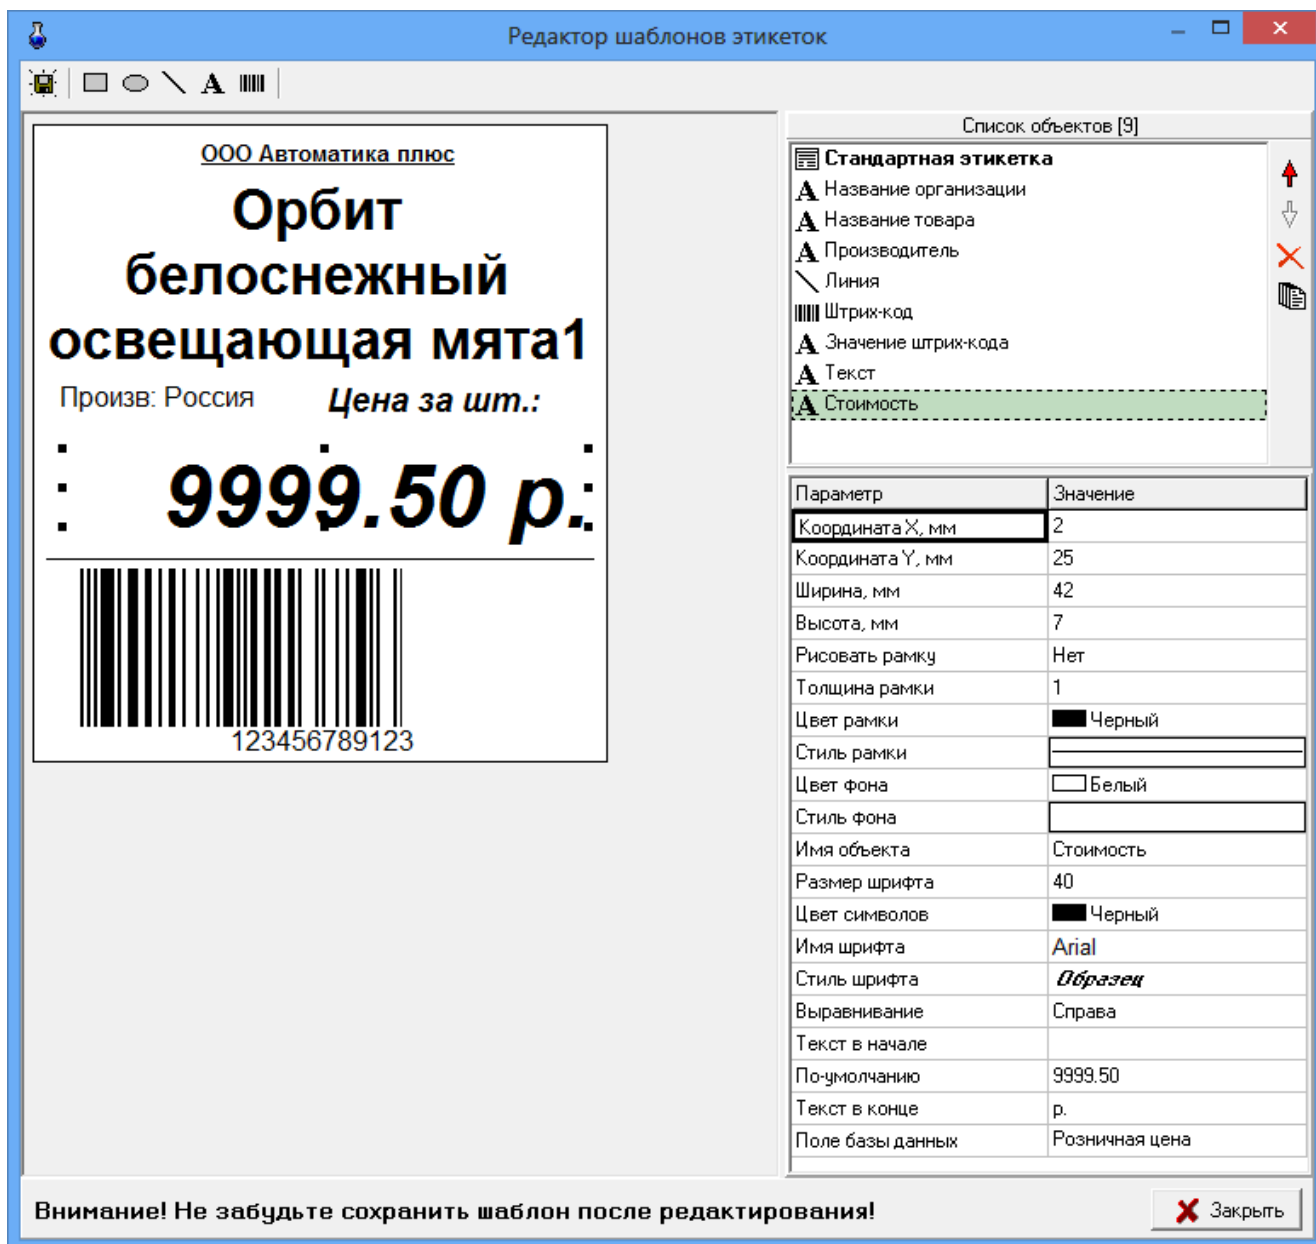 Редактор шаблонов этикеток
A
ООО Автоматика плюс
Орбит
белоснежный
освещающая мята1
Произв: Россия Цена за шт.:
9999.50 р.
123456789123
Список объектов [9]
Стандартная этикетка
A Название организации
A Название товара
A Производитель
Линия
Штрих-код
A Значение штрих-кода
A Текст
A Стоимость
Параметр Значение
Координата X, мм 2
Координата Y, мм 25
Ширина, мм 42
Высота, мм 7
Рисовать рамку Нет
Толщина рамки 1
Цвет рамки Черный
Стиль рамки
Цвет фона Белый
Стиль фона
Имя объекта Стоимость
Размер шрифта 40
Цвет символов Черный
Имя шрифта Arial
Стиль шрифта Образец
Выравнивание Справа
Текст в начале
По-умолчанию 9999.50
Текст в конце р.
Поле базы данных Розничная цена
Внимание! Не забудьте сохранить шаблон после редактирования!
Закрыть